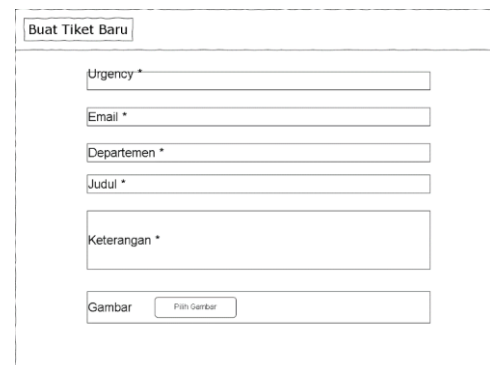 Buat Tiket Baru
Urgency *
Email *
Departemen *
Judul *
Keterangan *
Gambar Pilih Gambar